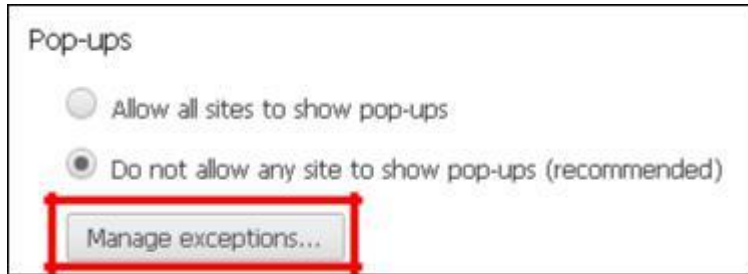 Pop-ups
Allow all sites to show pop-ups
Do not allow any site to show pop-ups (recommended)
Manage exceptions...